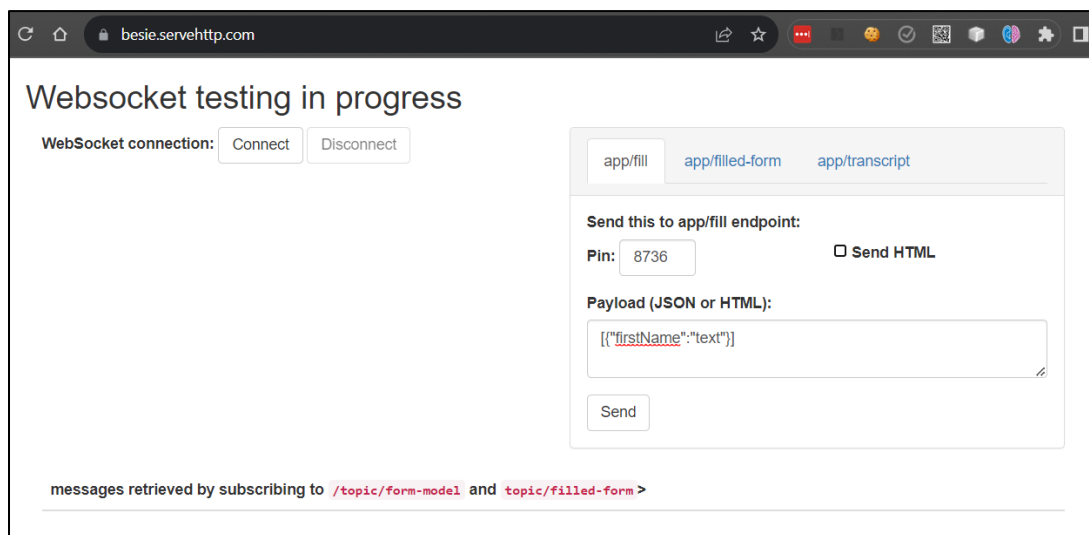 besie.servehttp.com
Websocket testing in progress
WebSocket connection: Connect Disconnect
app/fill app/filled-form app/transcript
Send this to app/fill endpoint:
Pin: 8736 Send HTML
Payload (JSON or HTML):
[{"firstName":"text"}]
Send
messages retrieved by subscribing to /topic/form-model and topic/filled-form>